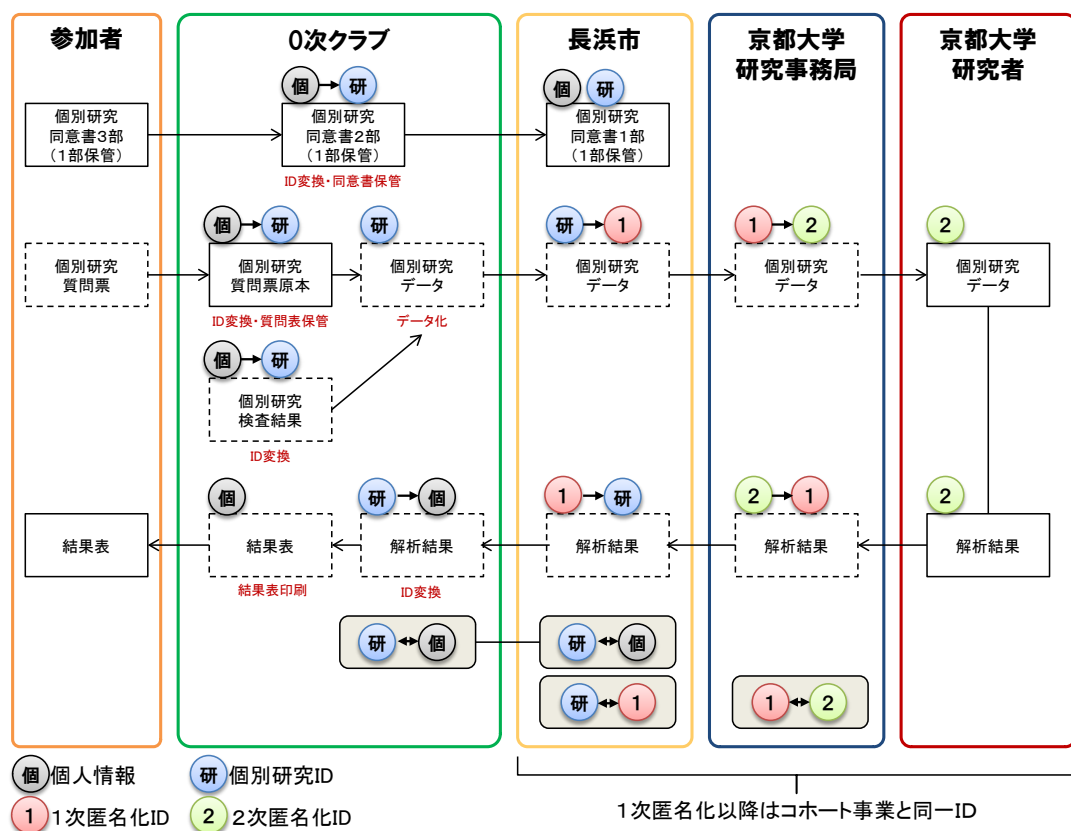 参加者
0次クラブ
長浜市
京都大学
研究事務局
京都大学
研究者
個 研
個 研
個別研究
同意書3部
(1部保管)
個別研究
同意書2部
(1部保管)
個別研究
同意書1部
(1部保管)
ID変換・同意書保管
個 研
研
研 1
1 2
2
個別研究
質問票
個別研究
質問票原本
個別研究
データ
個別研究
データ
個別研究
データ
個別研究
データ
ID変換・質問表保管
データ化
個 研
個別研究
検査結果
ID変換
個
研 個
1 研
2 1
2
結果表
結果表
解析結果
解析結果
解析結果
解析結果
結果表印刷
ID変換
研 個
研 個
研 1
1 2
個 個人情報
研 個別研究ID
1 1次匿名化ID
2 2次匿名化ID
1次匿名化以降はコホート事業と同一ID